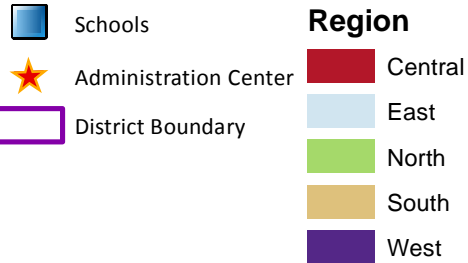 Schools
Administration Center
District Boundary
Region
Central
East
North
South
West